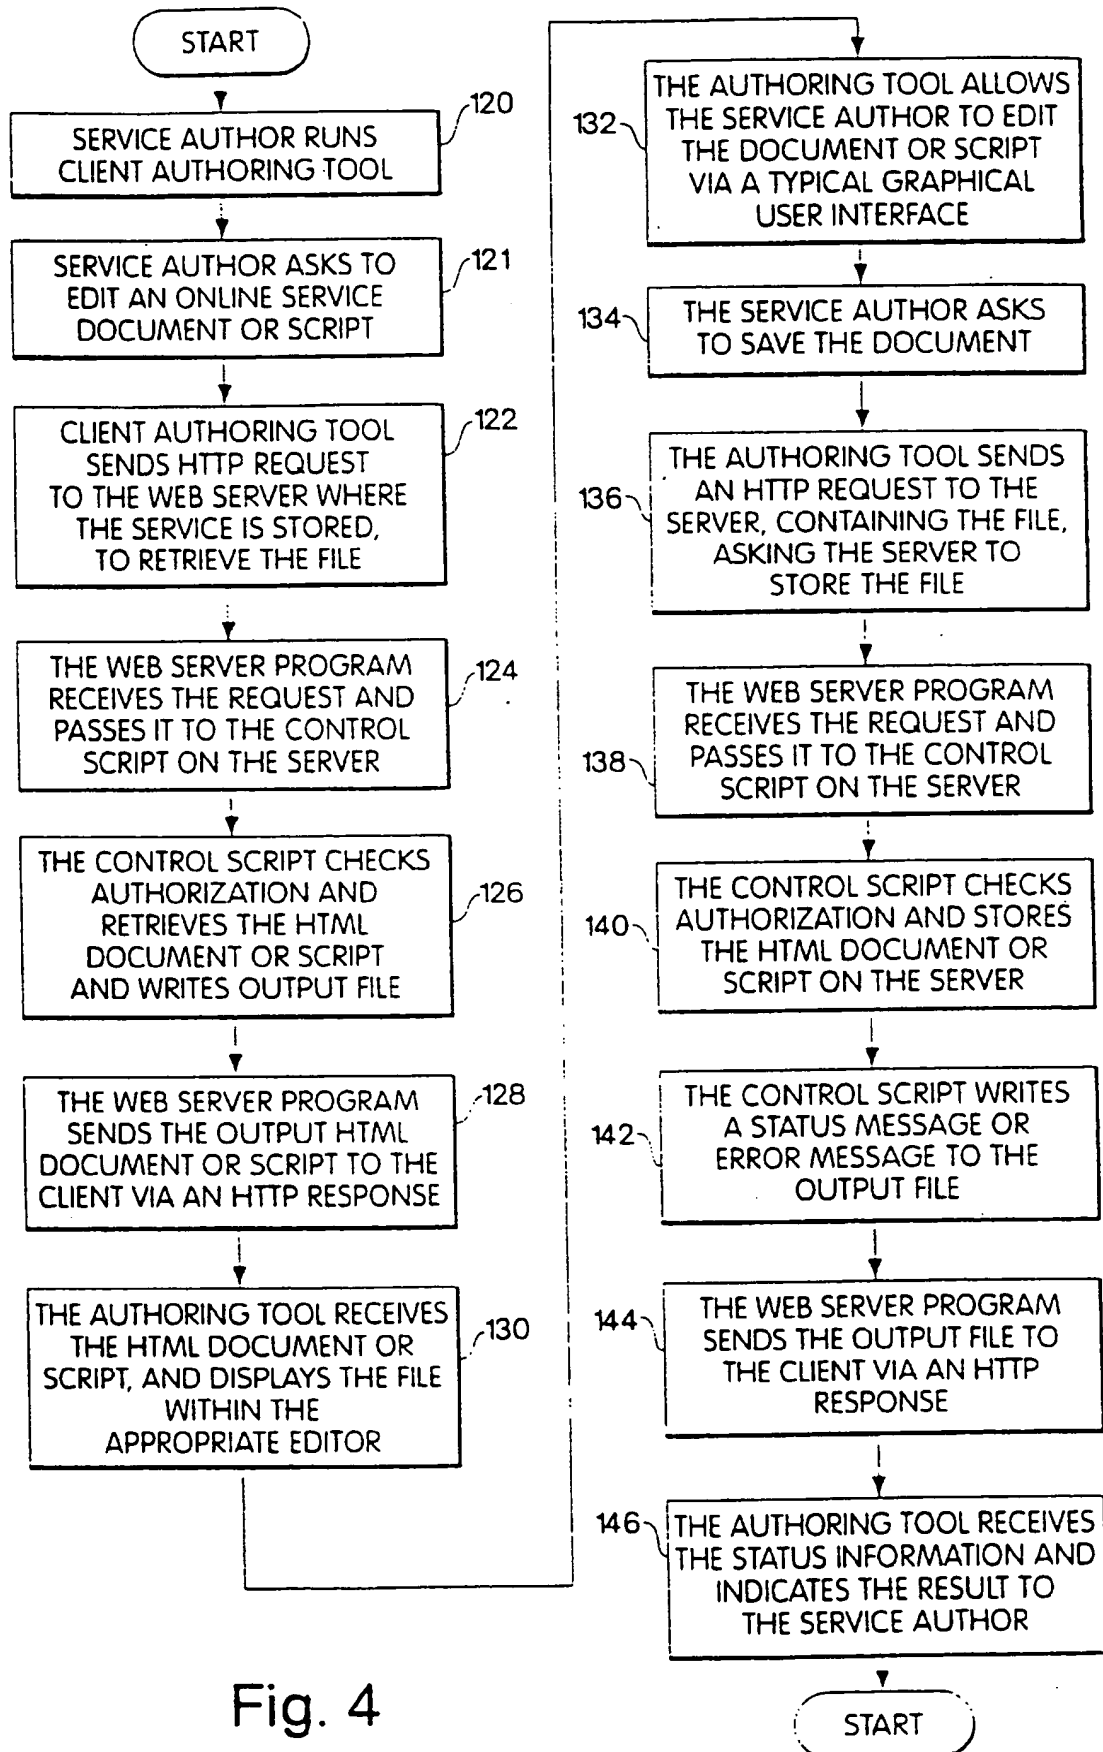 START
120
SERVICE AUTHOR RUNS
CLIENT AUTHORING TOOL
121
SERVICE AUTHOR ASKS TO
EDIT AN ONLINE SERVICE
DOCUMENT OR SCRIPT
122
CLIENT AUTHORING TOOL
SENDS HTTP REQUEST
TO THE WEB SERVER WHERE
THE SERVICE IS STORED,
TO RETRIEVE THE FILE
124
THE WEB SERVER PROGRAM
RECEIVES THE REQUEST AND
PASSES IT TO THE CONTROL
SCRIPT ON THE SERVER
126
THE CONTROL SCRIPT CHECKS
AUTHORIZATION AND
RETRIEVES THE HTML
DOCUMENT OR SCRIPT
AND WRITES OUTPUT FILE
128
THE WEB SERVER PROGRAM
SENDS THE OUTPUT HTML
DOCUMENT OR SCRIPT TO THE
CLIENT VIA AN HTTP RESPONSE
130
THE AUTHORING TOOL RECEIVES
THE HTML DOCUMENT OR
SCRIPT, AND DISPLAYS THE FILE
WITHIN THE
APPROPRIATE EDITOR
132
THE AUTHORING TOOL ALLOWS
THE SERVICE AUTHOR TO EDIT
THE DOCUMENT OR SCRIPT
VIA A TYPICAL GRAPHICAL
USER INTERFACE
134
THE SERVICE AUTHOR ASKS
TO SAVE THE DOCUMENT
136
THE AUTHORING TOOL SENDS
AN HTTP REQUEST TO THE
SERVER, CONTAINING THE FILE,
ASKING THE SERVER TO
STORE THE FILE
138
THE WEB SERVER PROGRAM
RECEIVES THE REQUEST AND
PASSES IT TO THE CONTROL
SCRIPT ON THE SERVER
140
THE CONTROL SCRIPT CHECKS
AUTHORIZATION AND STORES
THE HTML DOCUMENT OR
SCRIPT ON THE SERVER
142
THE CONTROL SCRIPT WRITES
A STATUS MESSAGE OR
ERROR MESSAGE TO THE
OUTPUT FILE
144
THE WEB SERVER PROGRAM
SENDS THE OUTPUT FILE TO
THE CLIENT VIA AN HTTP
RESPONSE
146
THE AUTHORING TOOL RECEIVES
THE STATUS INFORMATION AND
INDICATES THE RESULT TO
THE SERVICE AUTHOR
START
Fig. 4